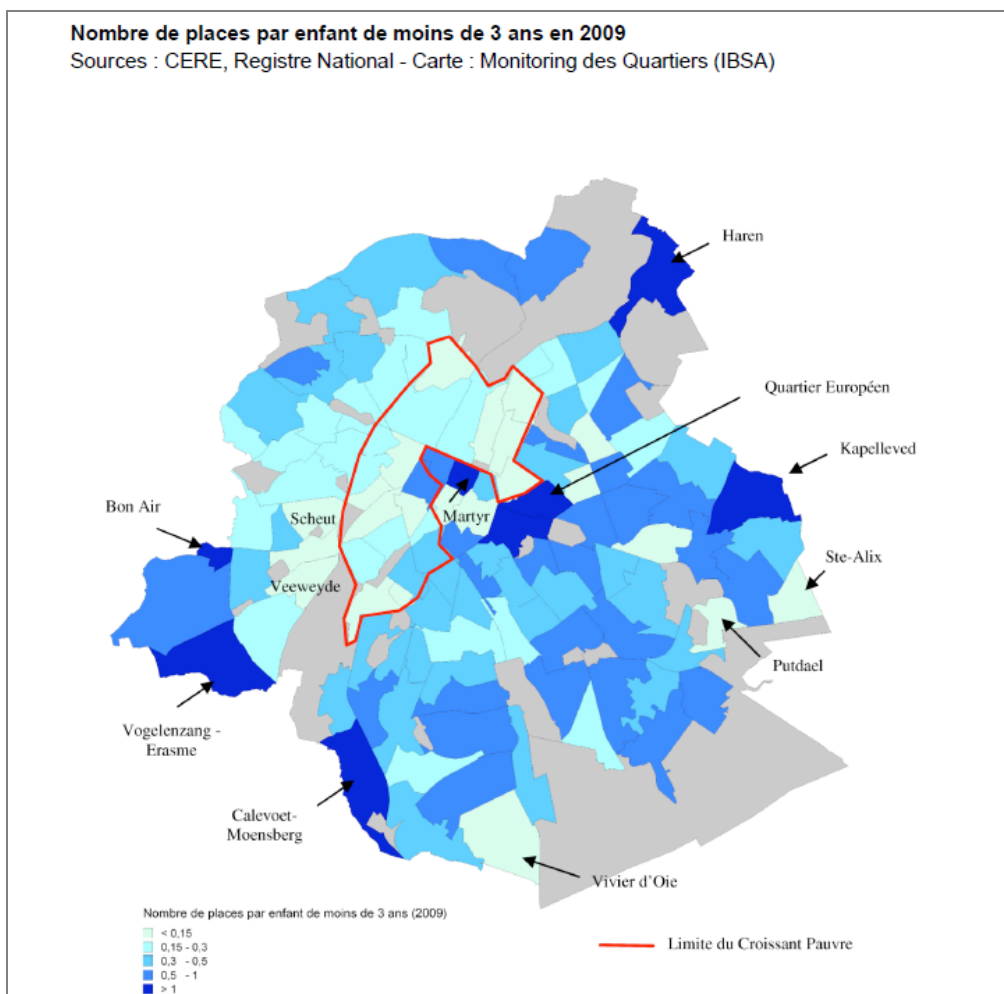 Nombre de places par enfant de moins de 3 ans en 2009
Sources : CERE, Registre National - Carte : Monitoring des Quartiers (IBSA)
Haren
Quartier Européen
Kapelleved
Bon Air
Scheut
Martyr
Ste-Alix
Veeweyde
Putdael
Vogelenzang -
Erasme
Calevoet-
Moensberg
Vivier d'Oie
Nombre de places par enfant de moins de 3 ans (2009)
< 0,15
0,15 - 0,3
0,3 - 0,5
0,5 - 1
> 1
Limite du Croissant Pauvre